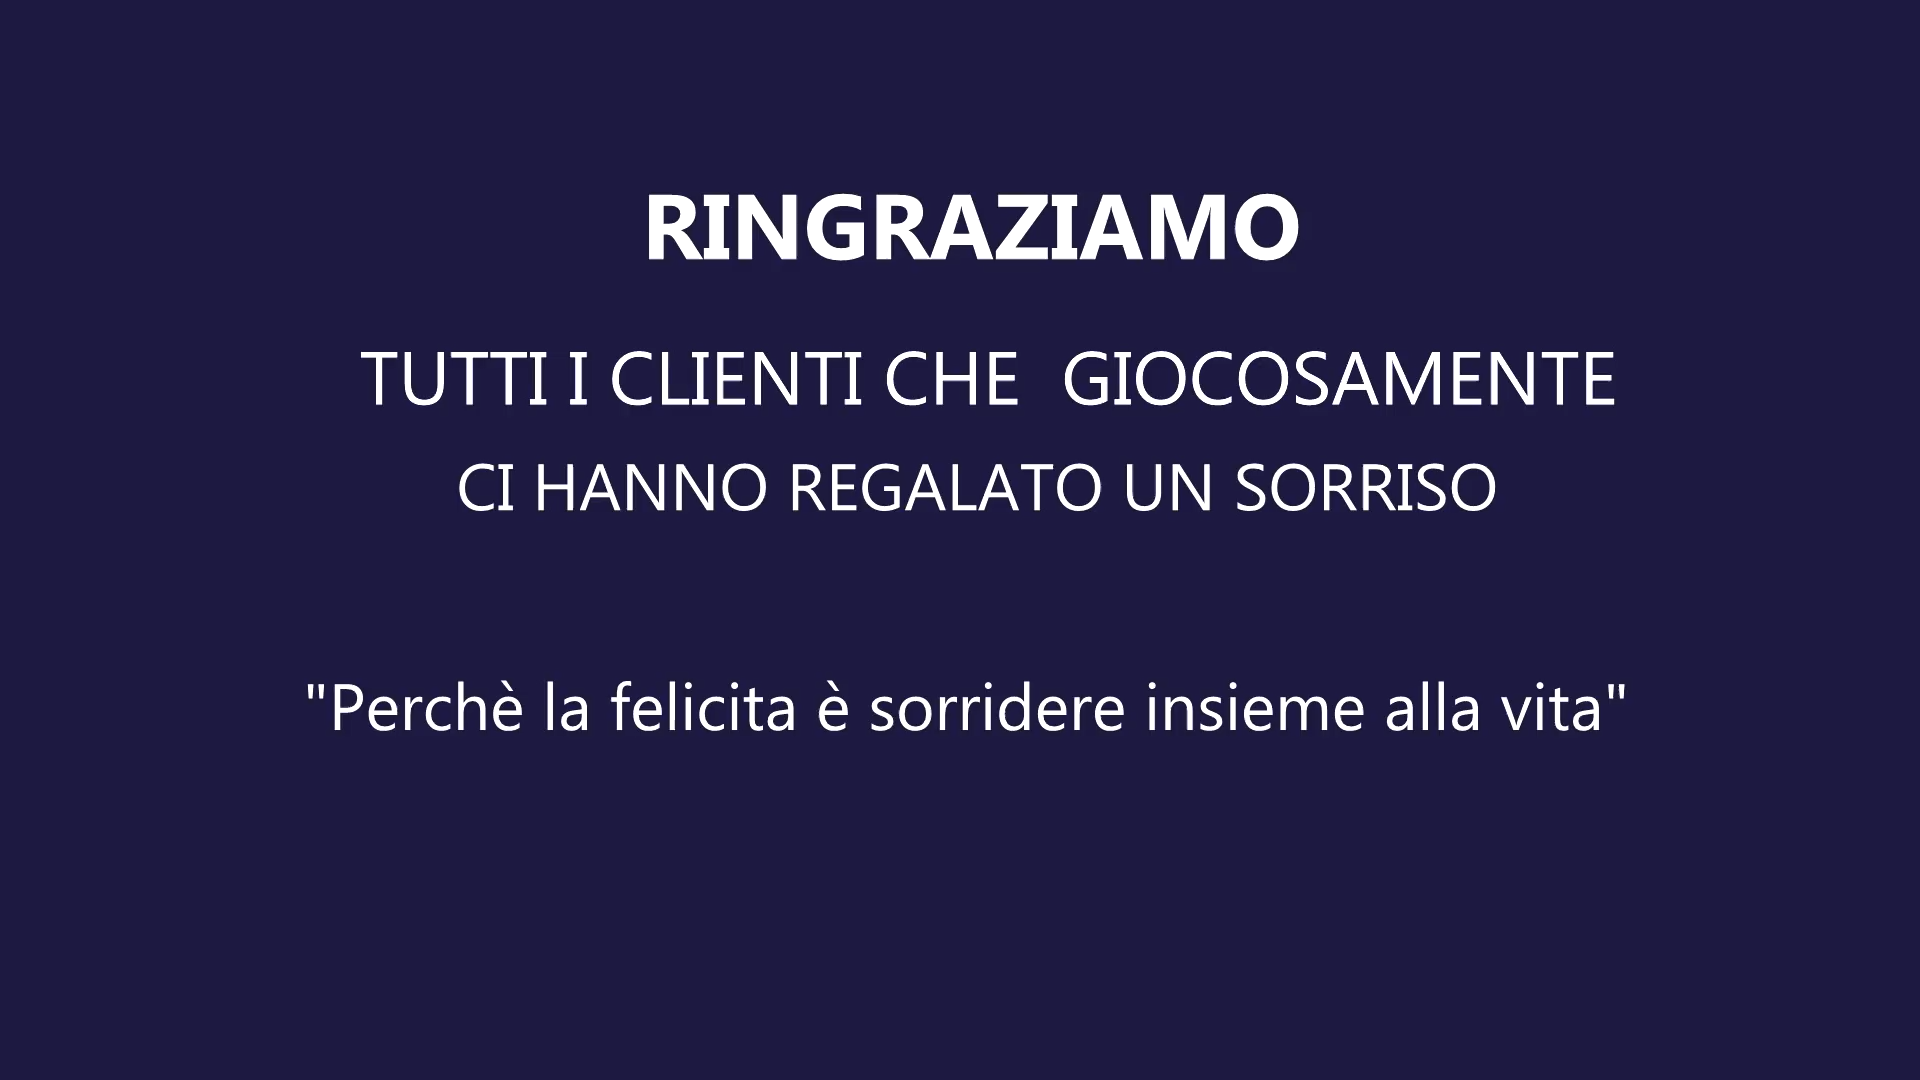 RINGRAZIAMO
TUTTI I CLIENTI CHE  GIOCOSAMENTE
CI HANNO REGALATO UN SORRISO
"Perchè la felicita è sorridere insieme alla vita"